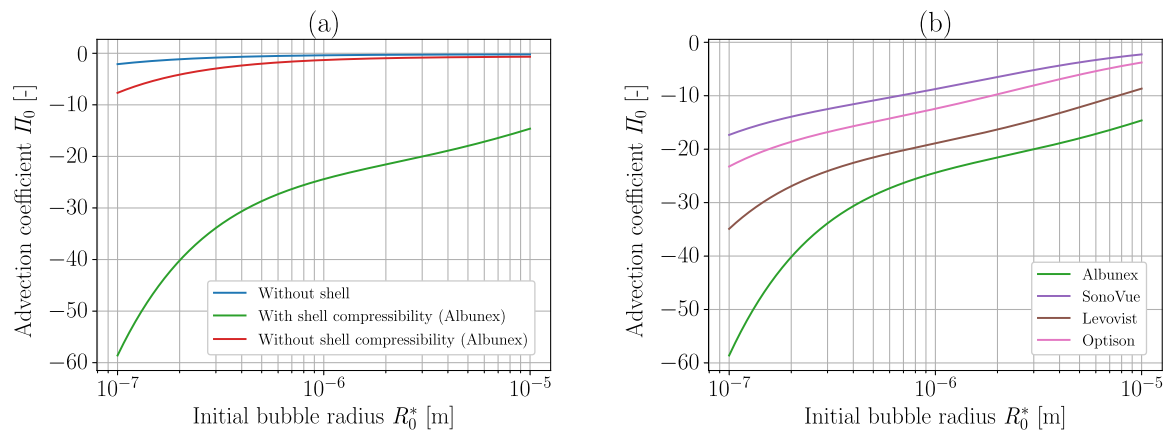 (a)
Advection coefficient Π₀ [-]
0
−10
−20
−30
−40
−50
−60
Without shell
With shell compressibility (Albunex)
Without shell compressibility (Albunex)
10⁻⁷
10⁻⁶
10⁻⁵
Initial bubble radius R₀* [m]
(b)
Advection coefficient Π₀ [-]
0
−10
−20
−30
−40
−50
−60
Albunex
SonoVue
Levovist
Optison
10⁻⁷
10⁻⁶
10⁻⁵
Initial bubble radius R₀* [m]